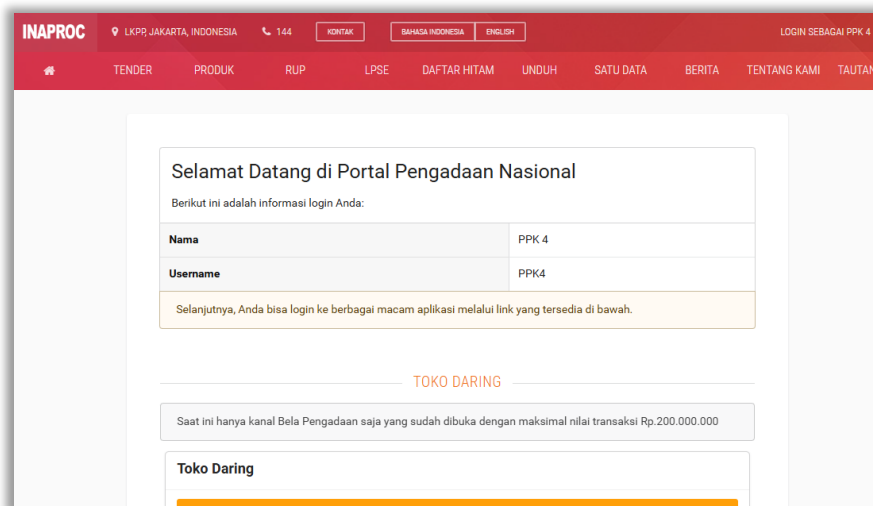 INAPROC LKPP, JAKARTA, INDONESIA 144 KONTAK BAHASA INDONESIA ENGLISH LOGIN SEBAGAI PPK 4
TENDER PRODUK RUP LPSE DAFTAR HITAM UNDUH SATU DATA BERITA TENTANG KAMI TAUTAN
Selamat Datang di Portal Pengadaan Nasional
Berikut ini adalah informasi login Anda:
Nama PPK 4
Username PPK4
Selanjutnya, Anda bisa login ke berbagai macam aplikasi melalui link yang tersedia di bawah.
TOKO DARING
Saat ini hanya kanal Bela Pengadaan saja yang sudah dibuka dengan maksimal nilai transaksi Rp.200.000.000
Toko Daring